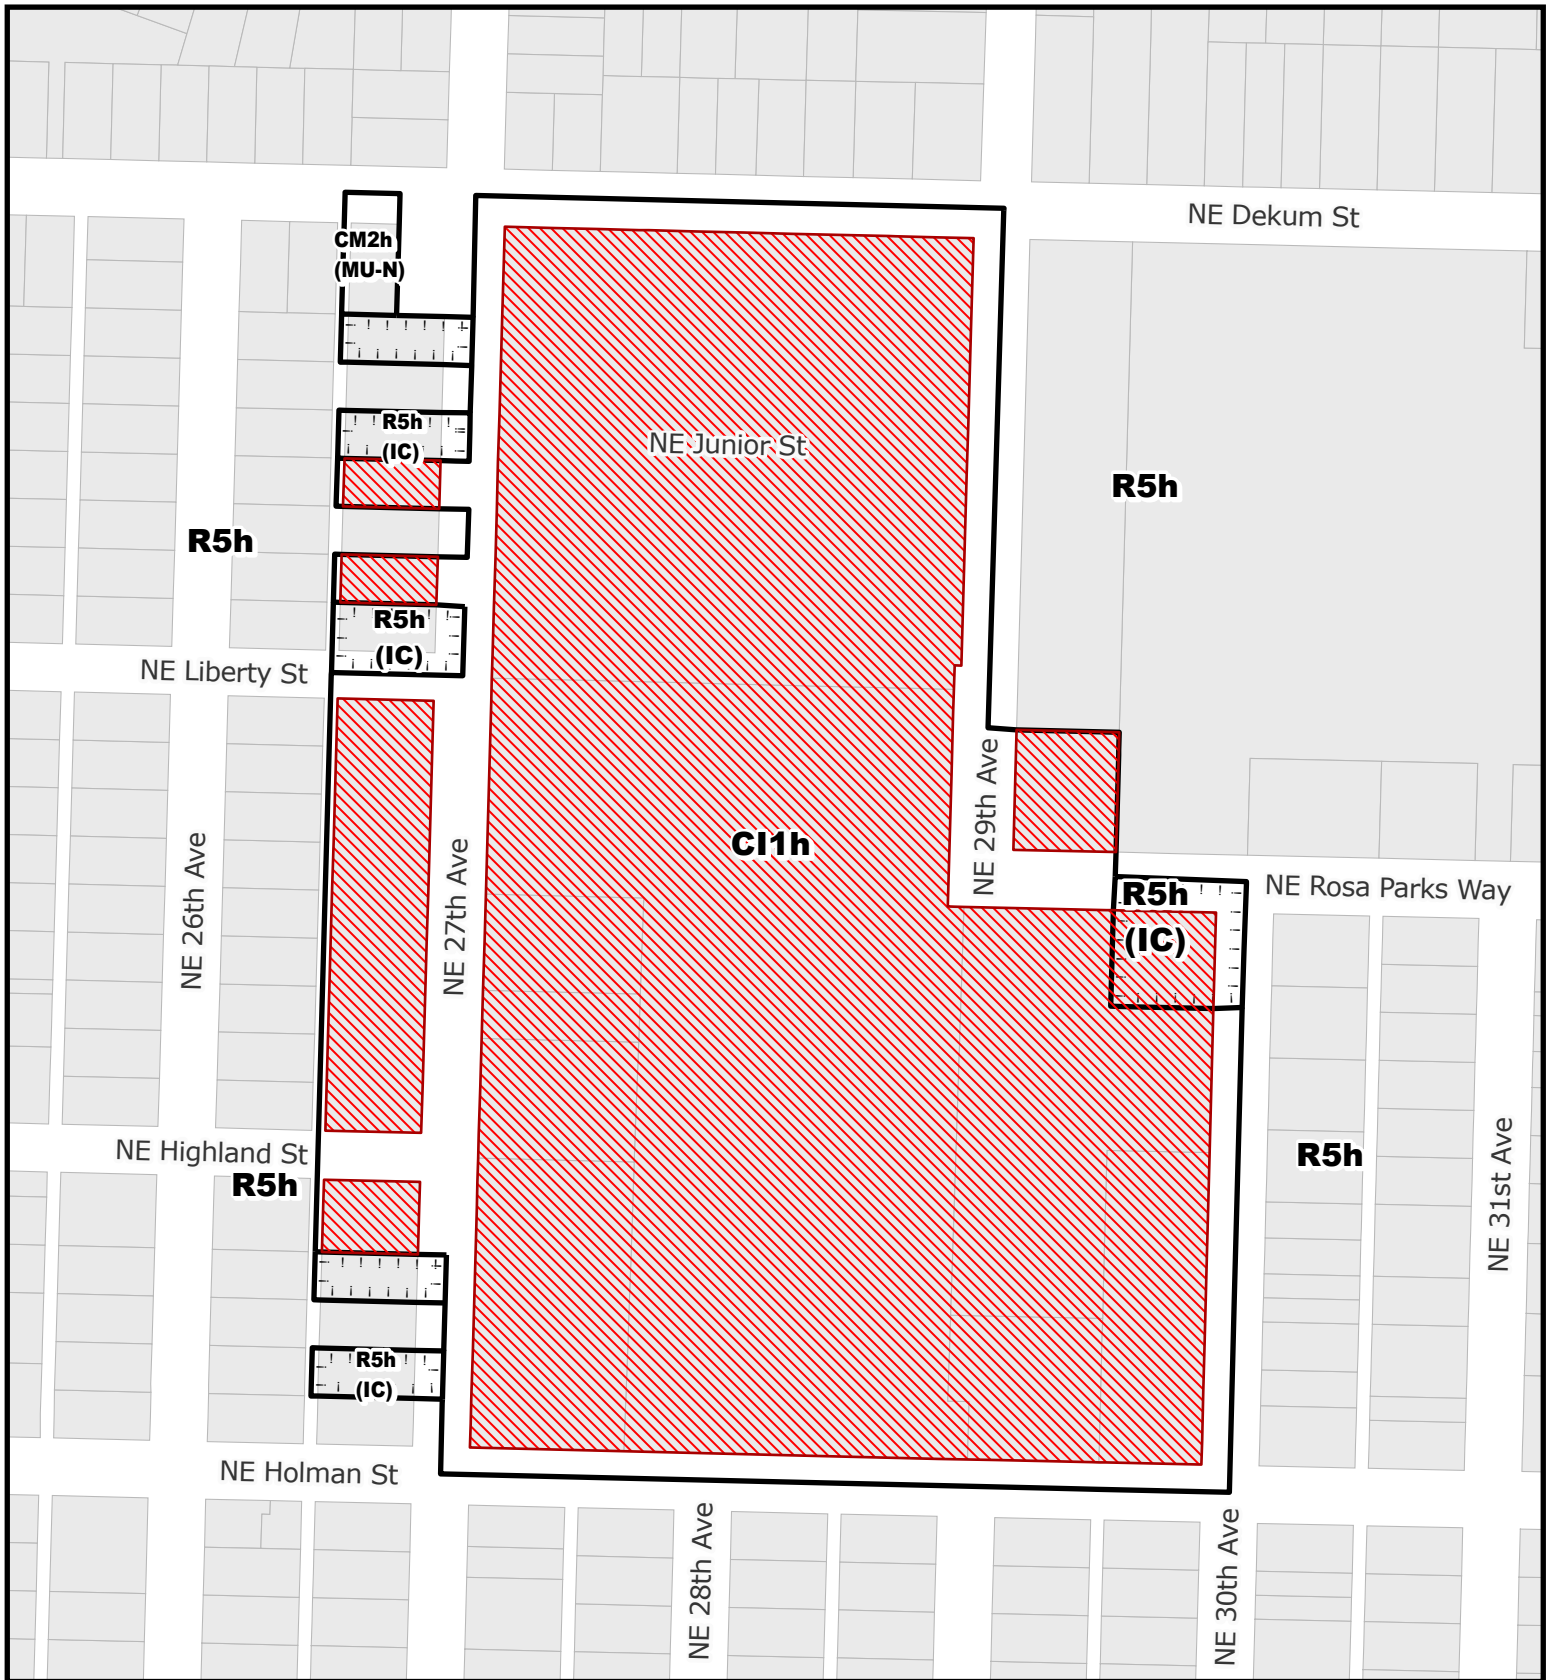 NE Dekum St
CM2h
(MU-N)
R5h
(IC)
NE Junior St
R5h
R5h
R5h
(IC)
NE Liberty St
NE 29th Ave
CI1h
NE 26th Ave
NE 27th Ave
R5h
(IC)
NE Rosa Parks Way
NE Highland St
R5h
R5h
NE 31st Ave
R5h
(IC)
NE Holman St
NE 28th Ave
NE 30th Ave